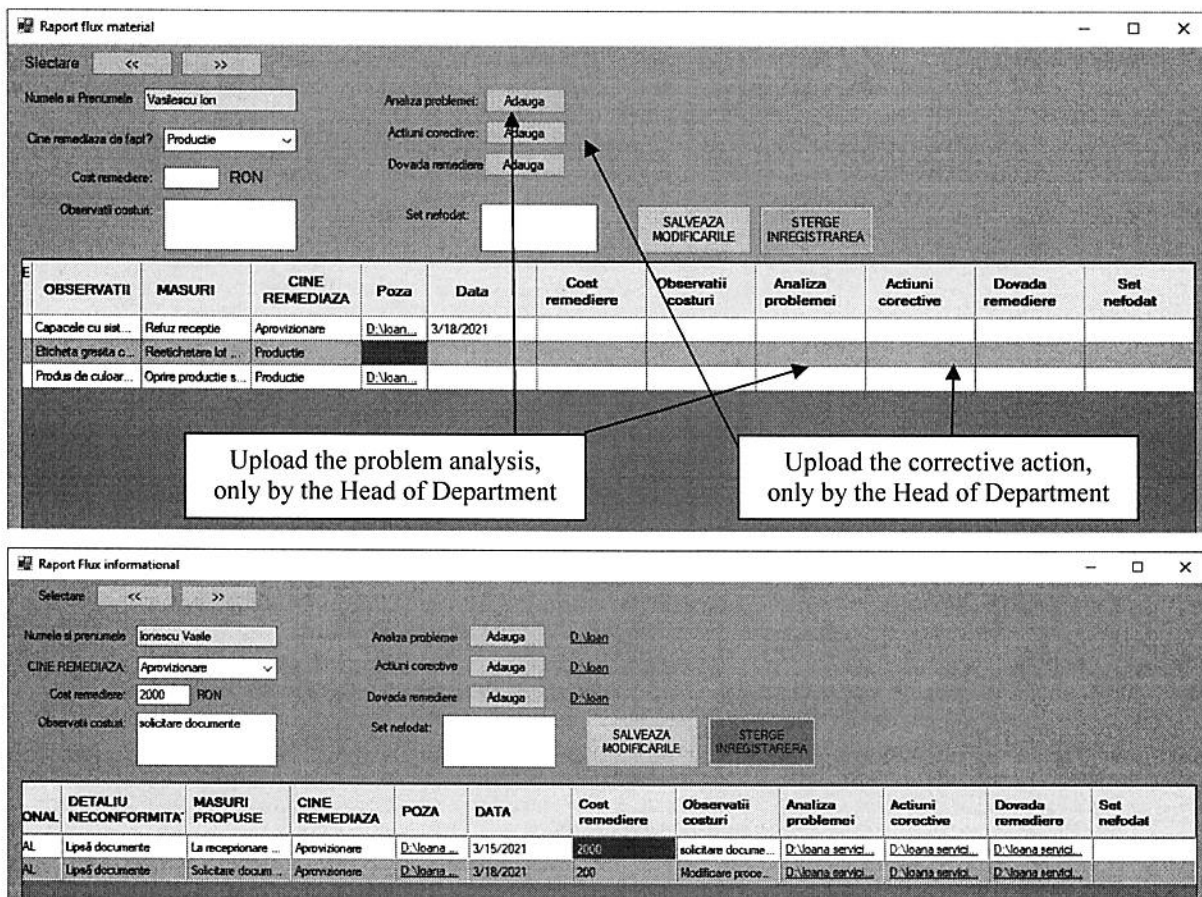 Raport flux material
Slectare << >>
Numele si Prenumele Vasilescu Ion Analiza problemei: Adauga
Cine remediaza de fapt? Productie Actiuni corective: Adauga
Dovada remediere Adauga
Cost remediere: RON
Observatii costuri: Set nefodat: SALVEAZA MODIFICARILE STERGE INREGISTRAREA
E OBSERVATII MASURI CINE REMEDIAZA Poza Data Cost remediere Observatii costuri Analiza problemei Actiuni corective Dovada remediere Set nefodat
Capacele cu sist... Refuz receptie Aprovizionare D:\Ioan... 3/18/2021
Eticheta gresita c... Reetichetare lot ... Productie
Produs de culoar... Oprire productie s... Productie D:\Ioan...
Upload the problem analysis,
only by the Head of Department
Upload the corrective action,
only by the Head of Department
Raport Flux informational
Selectare << >>
Numele si prenumele Ionescu Vasile Analiza probleme Adauga D:\Ioan
CINE REMEDIAZA: Aprovizionare Actiuni corective Adauga D:\Ioan
Cost remediere: 2000 RON Dovada remediere Adauga D:\Ioan
Observatii costuri: solicitare documente Set nefodat: SALVEAZA MODIFICARILE STERGE INREGISTARERA
ONAL DETALIU NECONFORMITA' MASURI PROPUSE CINE REMEDIAZA POZA DATA Cost remediere Observatii costuri Analiza problemei Actiuni corective Dovada remediere Set nefodat
AL Lipsă documente La receprionare ... Aprovizionare D:\Ioana ... 3/15/2021 2000 solicitare docume... D:\Ioana servici... D:\Ioana servici... D:\Ioana servici...
AL Lipsă documente Solicitare docum... Aprovizionare D:\Ioana ... 3/18/2021 200 Modificare proce... D:\Ioana servici... D:\Ioana servici... D:\Ioana servici...